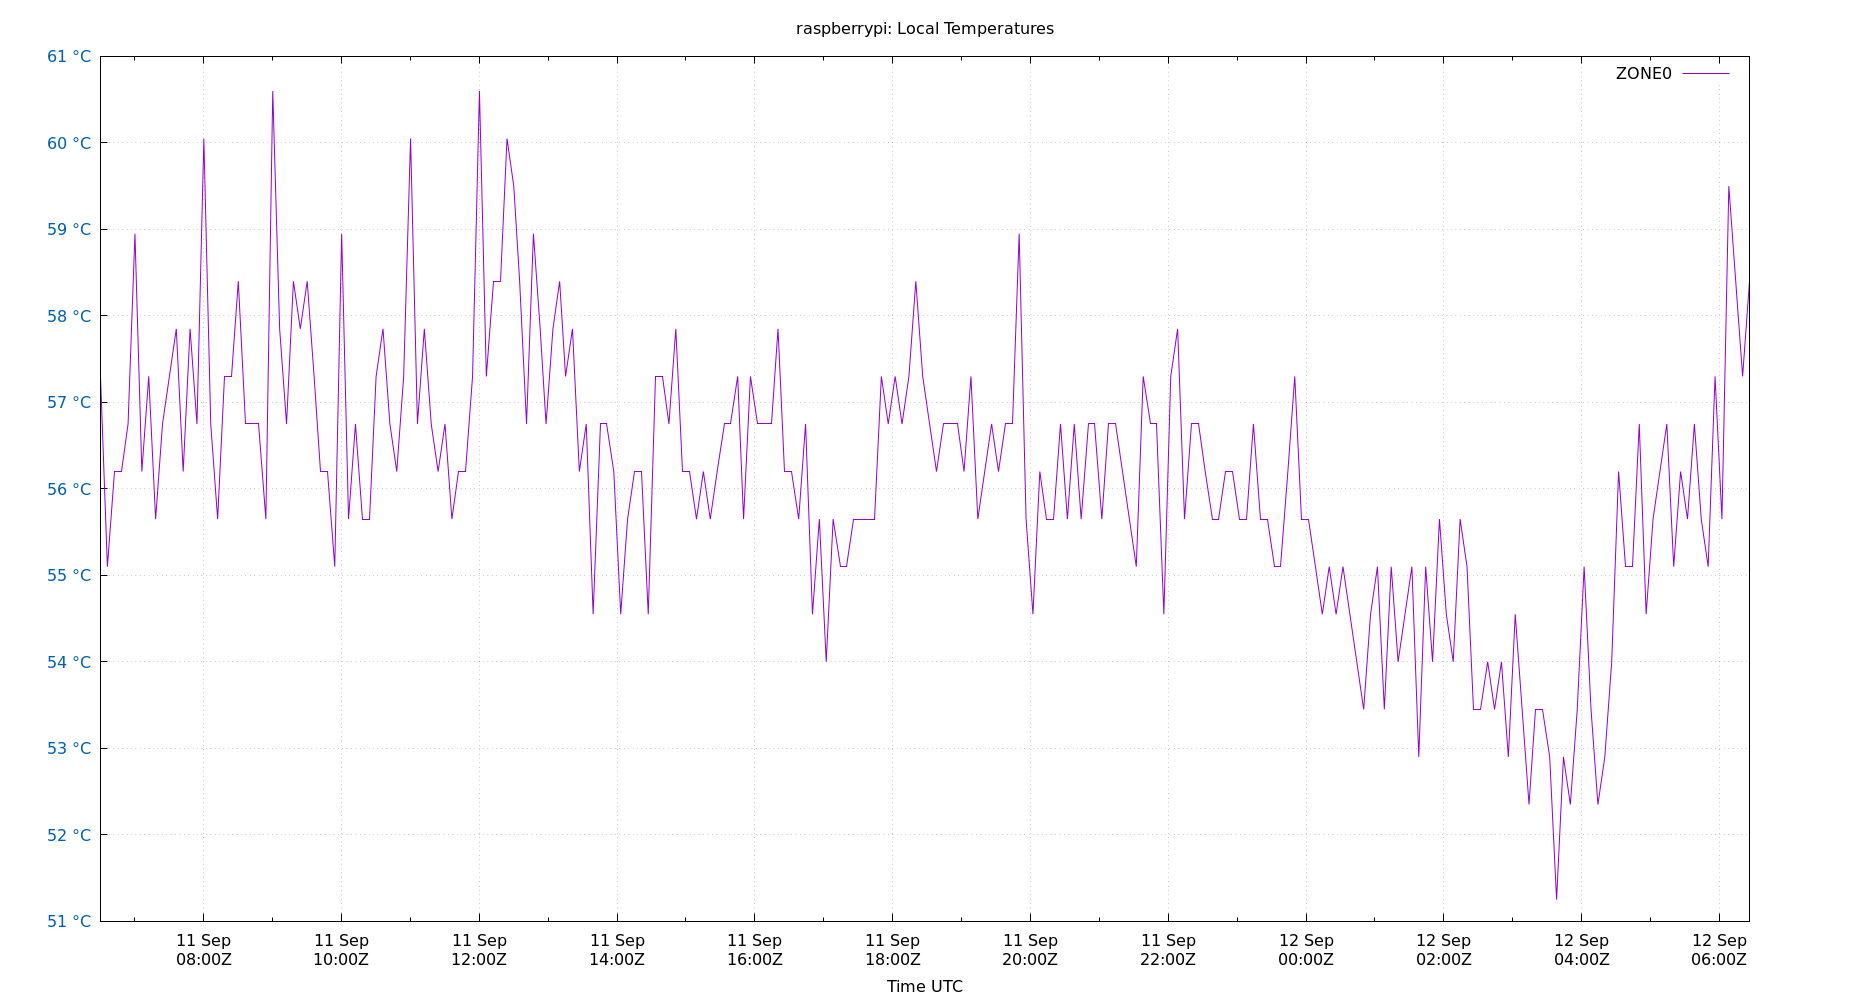 raspberrypi: Local Temperatures
ZONE0
61 °C
60 °C
59 °C
58 °C
57 °C
56 °C
55 °C
54 °C
53 °C
52 °C
51 °C
11 Sep 11 Sep 11 Sep 11 Sep 11 Sep 11 Sep 11 Sep 11 Sep 12 Sep 12 Sep 12 Sep 12 Sep
08:00Z 10:00Z 12:00Z 14:00Z 16:00Z 18:00Z 20:00Z 22:00Z 00:00Z 02:00Z 04:00Z 06:00Z
Time UTC